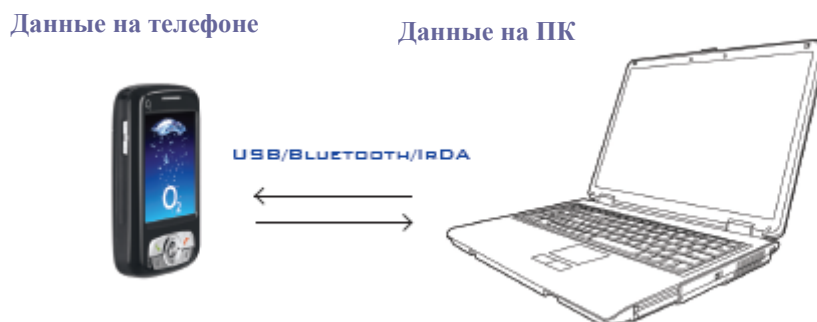 Данные на телефоне
Данные на ПК
USB/BLUETOOTH/IRDA
O2